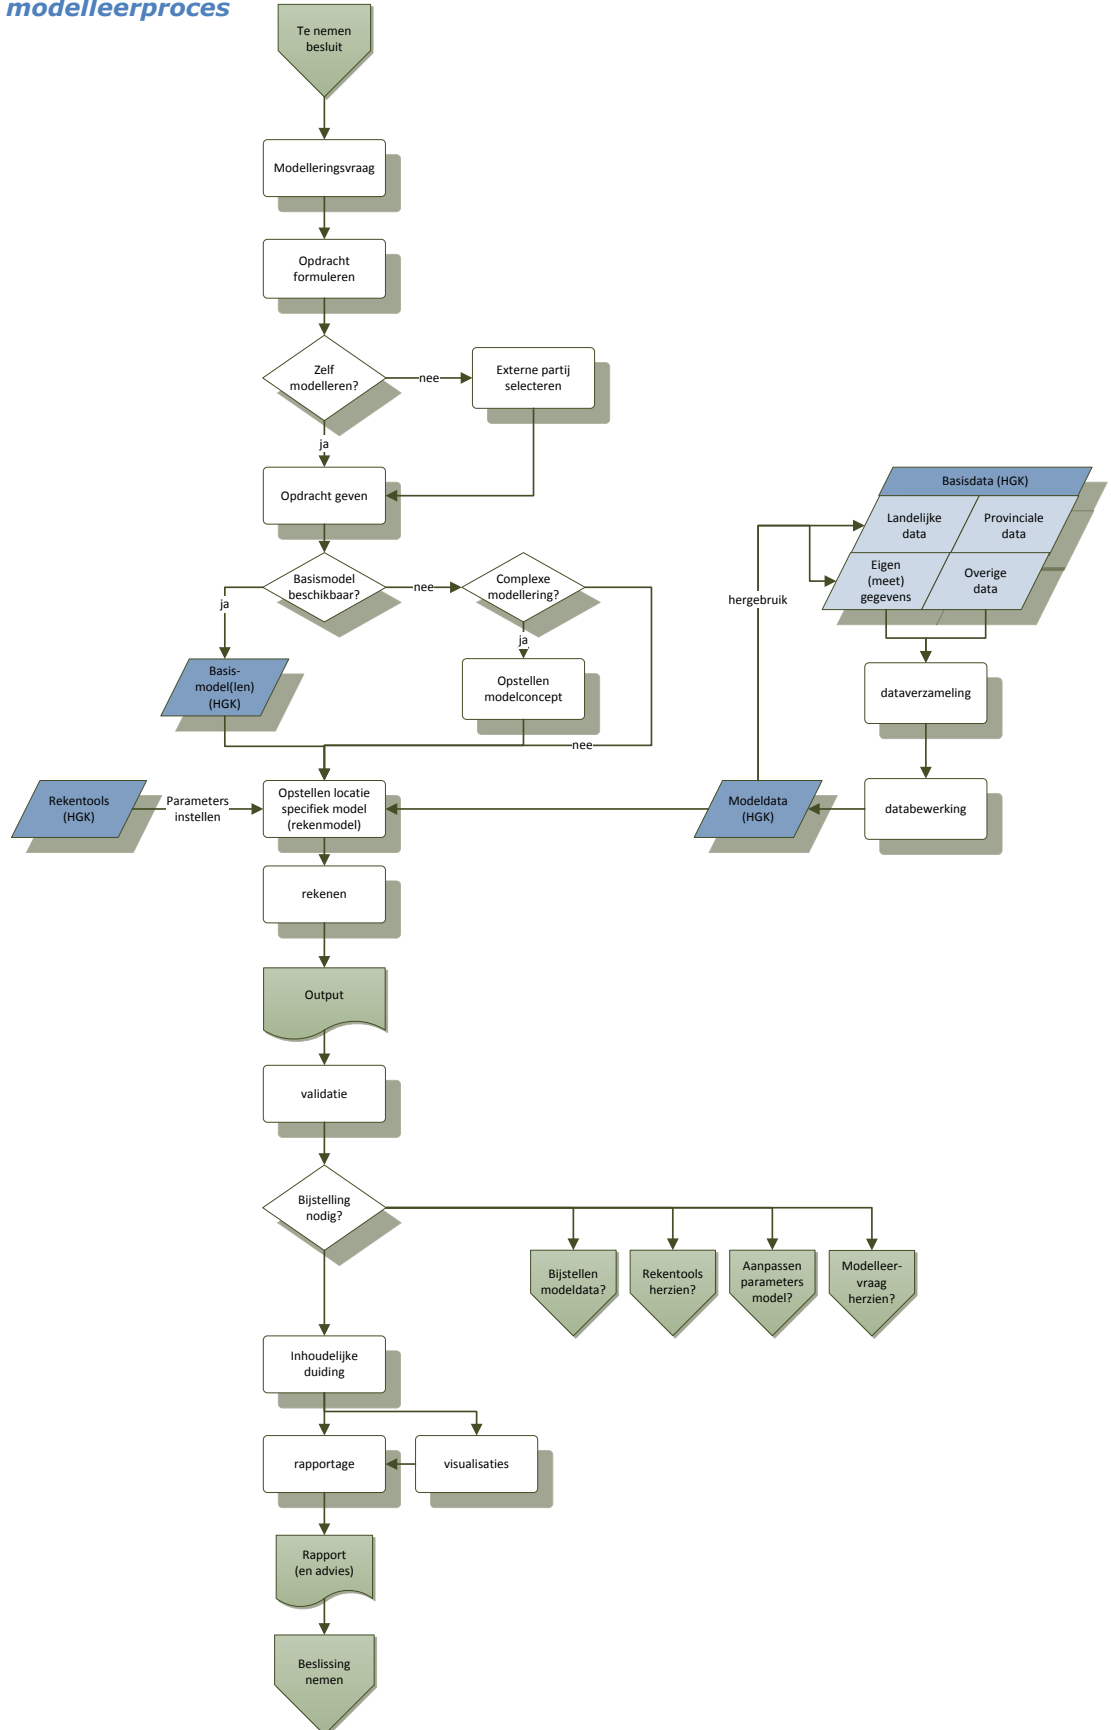 modelleerproces
Te nemen
besluit
Modelleringsvraag
Opdracht
formuleren
Zelf
modelleren?
nee
Externe partij
selecteren
ja
Opdracht geven
Basisdata (HGK)
Landelijke
data
Provinciale
data
Eigen
(meet)
gegevens
Overige
data
Basismodel
beschikbaar?
nee
Complexe
modellering?
ja
hergebruik
ja
Basis-
model(len)
(HGK)
Opstellen
modelconcept
dataverzameling
nee
Rekentools
(HGK)
Parameters
instellen
Opstellen locatie
specifiek model
(rekenmodel)
Modeldata
(HGK)
databewerking
rekenen
Output
validatie
Bijstelling
nodig?
Bijstellen
modeldata?
Rekentools
herzien?
Aanpassen
parameters
model?
Modelleer-
vraag
herzien?
Inhoudelijke
duiding
rapportage
visualisaties
Rapport
(en advies)
Beslissing
nemen